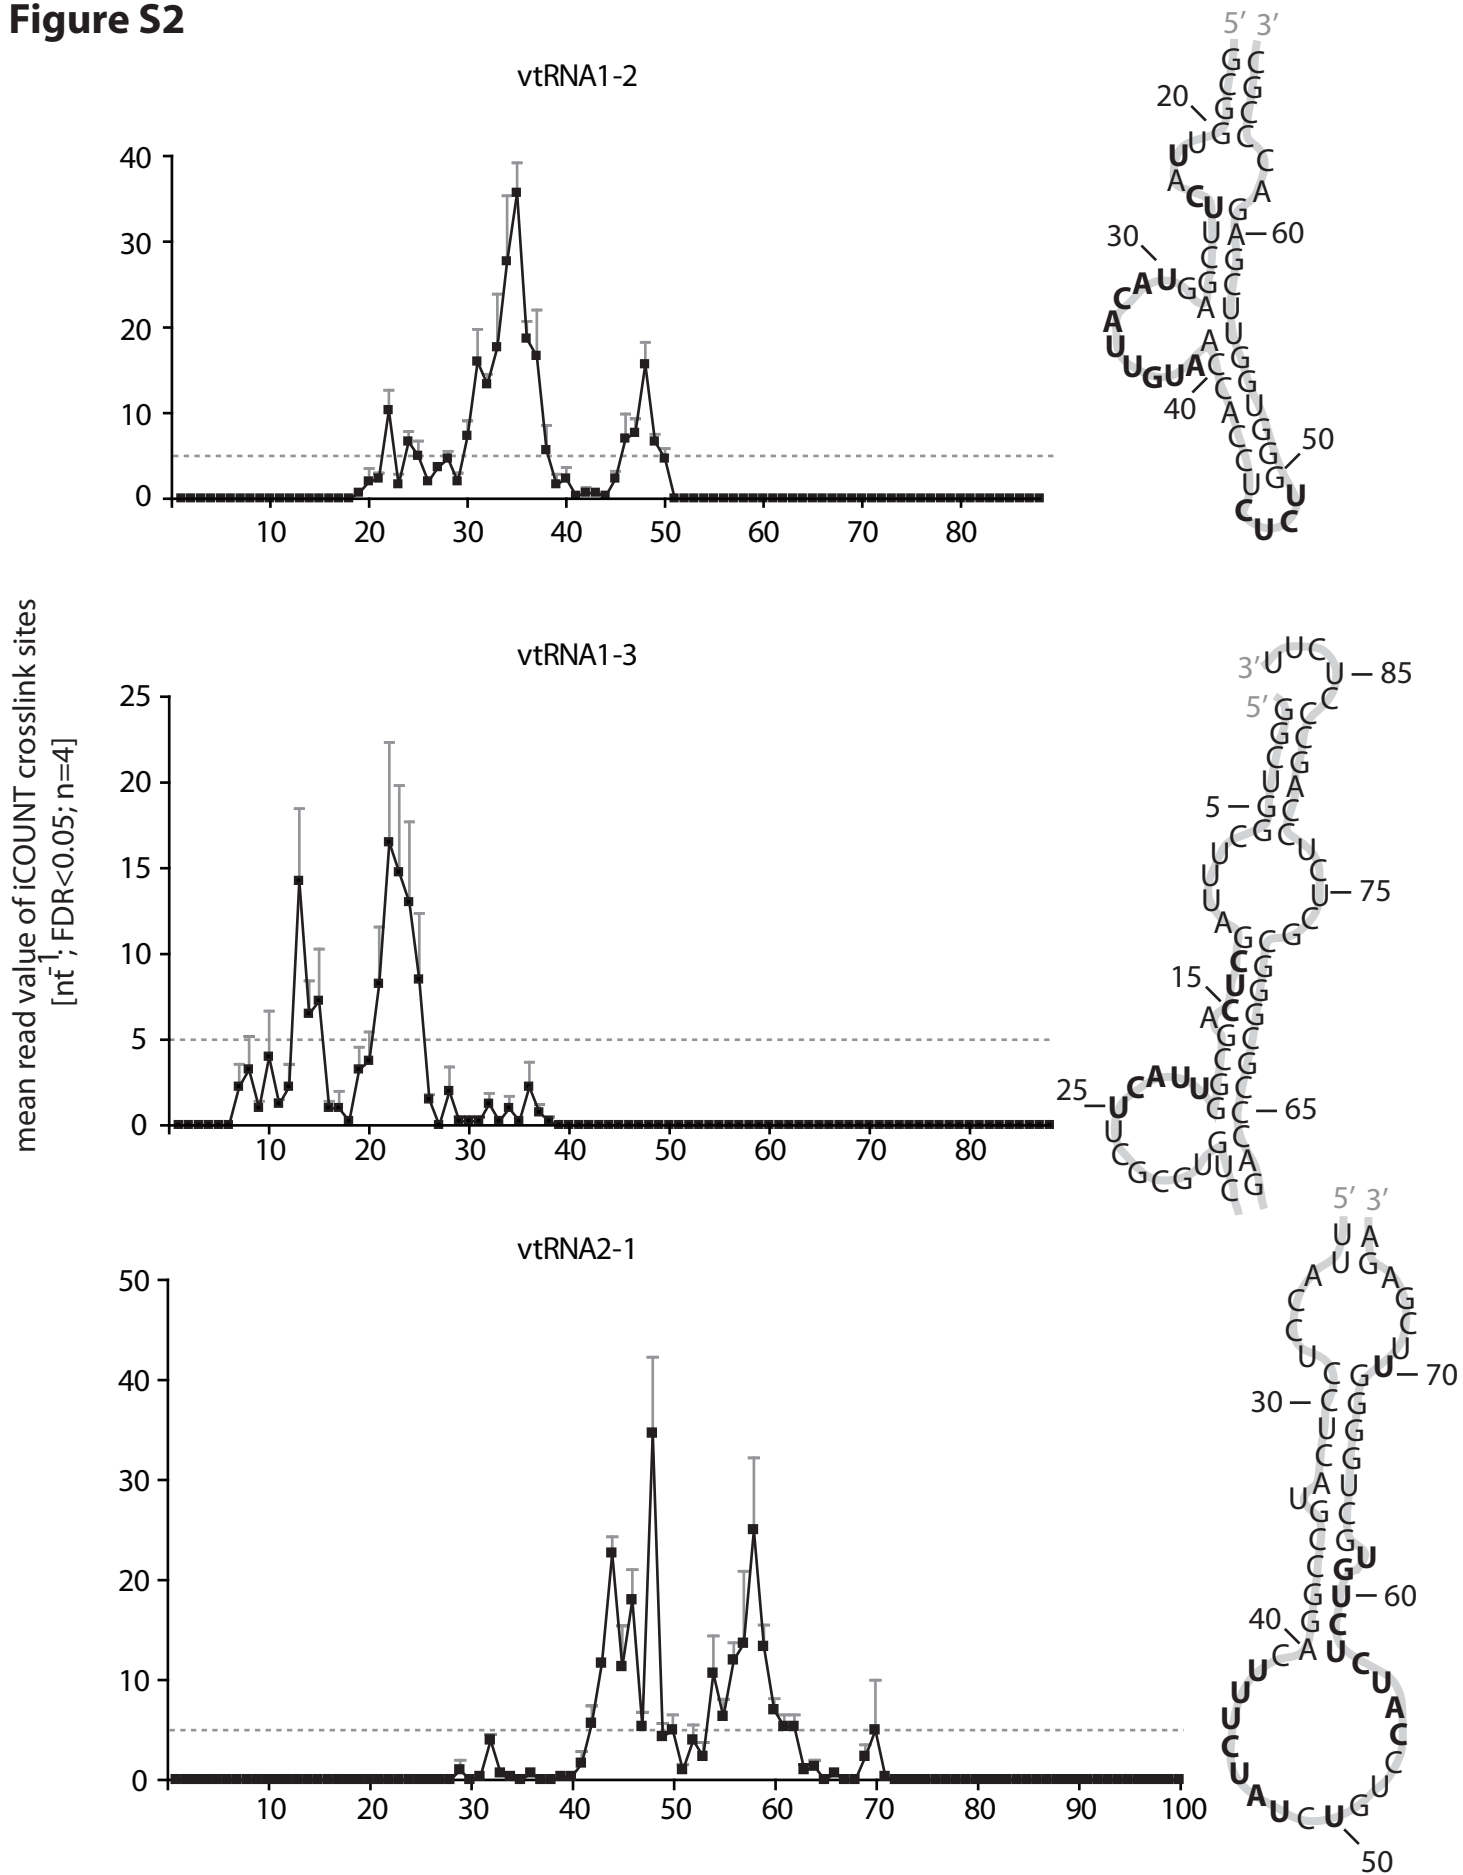 Figure S2
vtRNA1-2
40
30
20
10
0
10 20 30 40 50 60 70 80
5’ 3’
G C
C G
G C
20
G C
U U
C
U
A
A
C U G
U A 60
30
C G
C A U G G C
A A U
U A U
U G U A C G
40 C G
A U
C G
C G 50
U G
C U
U C
mean read value of iCOUNT crosslink sites
[nt-1; FDR<0.05; n=4]
vtRNA1-3
25
20
15
10
5
0
10 20 30 40 50 60 70 80
3’ U U C U 85
C
5’ G C
G C
C G
U A
5 G C
C G C U
U C
U U 75
U C
A G
G C
C G
15 U G
A C G
G C
C G
U C A U U G C
25 U G C 65
U G C
C G C G U U A
C G
vtRNA2-1
50
40
30
20
10
0
10 20 30 40 50 60 70 80 90 100
5’ 3’
U A
A U G A
C G
C C
U U
C G U 70
30 C G
U G
C G
A U
U G C
C G
C G U
G U 60
G C
40 A U
U C C
U U
U A
C C
U C
A U
U C U G
50